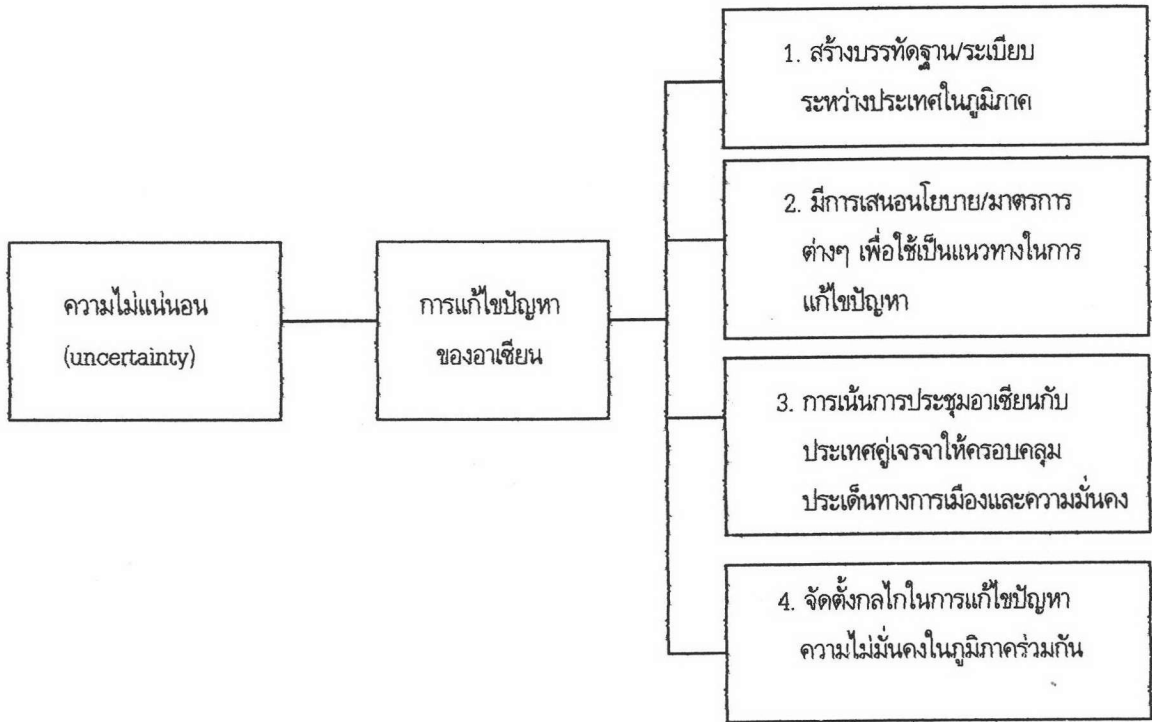 ความไม่แน่นอน
(uncertainty)
การแก้ไขปัญหา
ของอาเซียน
1. สร้างบรรทัดฐาน/ระเบียบ
ระหว่างประเทศในภูมิภาค
2. มีการเสนอนโยบาย/มาตรการ
ต่างๆ เพื่อใช้เป็นแนวทางในการ
แก้ไขปัญหา
3. การเน้นการประชุมอาเซียนกับ
ประเทศคู่เจรจาให้ครอบคลุม
ประเด็นทางการเมืองและความมั่นคง
4. จัดตั้งกลไกในการแก้ไขปัญหา
ความไม่มั่นคงในภูมิภาคร่วมกัน